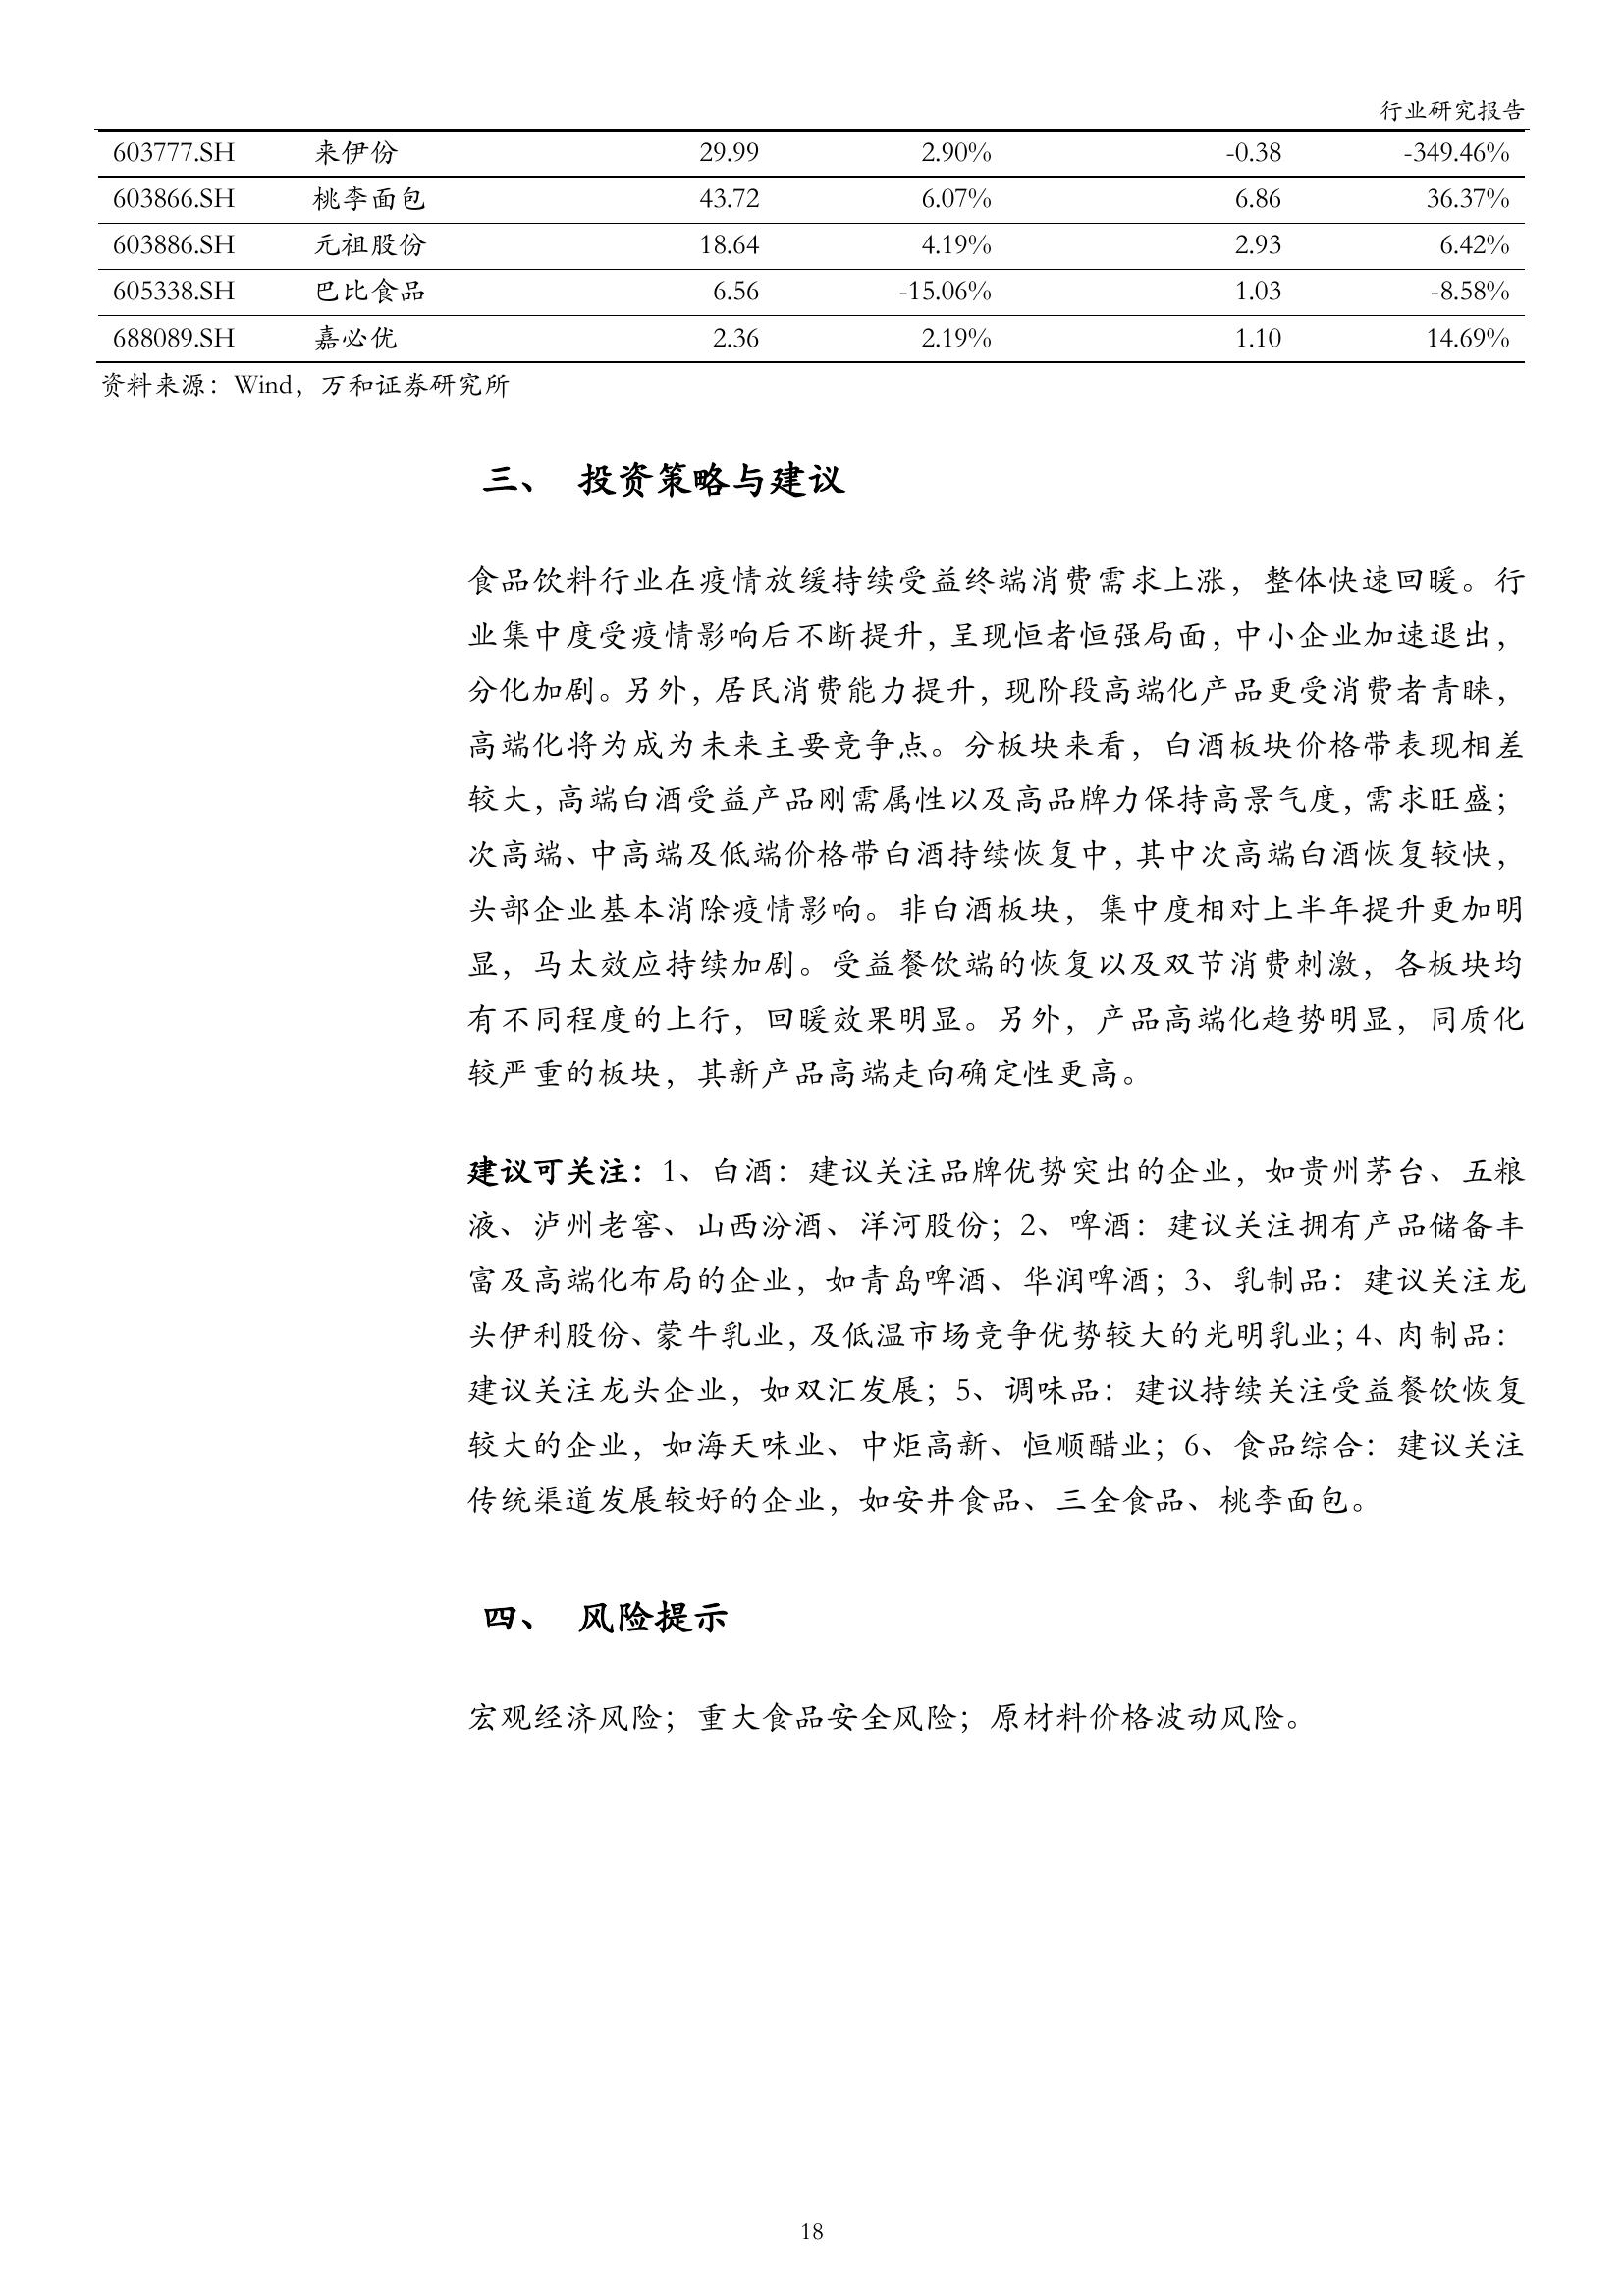 行业研究报告
603777.SH 来伊份 29.99 2.90% -0.38 -349.46%
603866.SH 桃李面包 43.72 6.07% 6.86 36.37%
603886.SH 元祖股份 18.64 4.19% 2.93 6.42%
605338.SH 巴比食品 6.56 -15.06% 1.03 -8.58%
688089.SH 嘉必优 2.36 2.19% 1.10 14.69%
资料来源：Wind，万和证券研究所
三、 投资策略与建议
食品饮料行业在疫情放缓持续受益终端消费需求上涨，整体快速回暖。行
业集中度受疫情影响后不断提升，呈现恒者恒强局面，中小企业加速退出，
分化加剧。另外，居民消费能力提升，现阶段高端化产品更受消费者青睐，
高端化将为成为未来主要竞争点。分板块来看，白酒板块价格带表现相差
较大，高端白酒受益产品刚需属性以及高品牌力保持高景气度，需求旺盛；
次高端、中高端及低端价格带白酒持续恢复中，其中次高端白酒恢复较快，
头部企业基本消除疫情影响。非白酒板块，集中度相对上半年提升更加明
显，马太效应持续加剧。受益餐饮端的恢复以及双节消费刺激，各板块均
有不同程度的上行，回暖效果明显。另外，产品高端化趋势明显，同质化
较严重的板块，其新产品高端走向确定性更高。
建议可关注：1、白酒：建议关注品牌优势突出的企业，如贵州茅台、五粮
液、泸州老窖、山西汾酒、洋河股份；2、啤酒：建议关注拥有产品储备丰
富及高端化布局的企业，如青岛啤酒、华润啤酒；3、乳制品：建议关注龙
头伊利股份、蒙牛乳业，及低温市场竞争优势较大的光明乳业；4、肉制品：
建议关注龙头企业，如双汇发展；5、调味品：建议持续关注受益餐饮恢复
较大的企业，如海天味业、中炬高新、恒顺醋业；6、食品综合：建议关注
传统渠道发展较好的企业，如安井食品、三全食品、桃李面包。
四、 风险提示
宏观经济风险；重大食品安全风险；原材料价格波动风险。
18